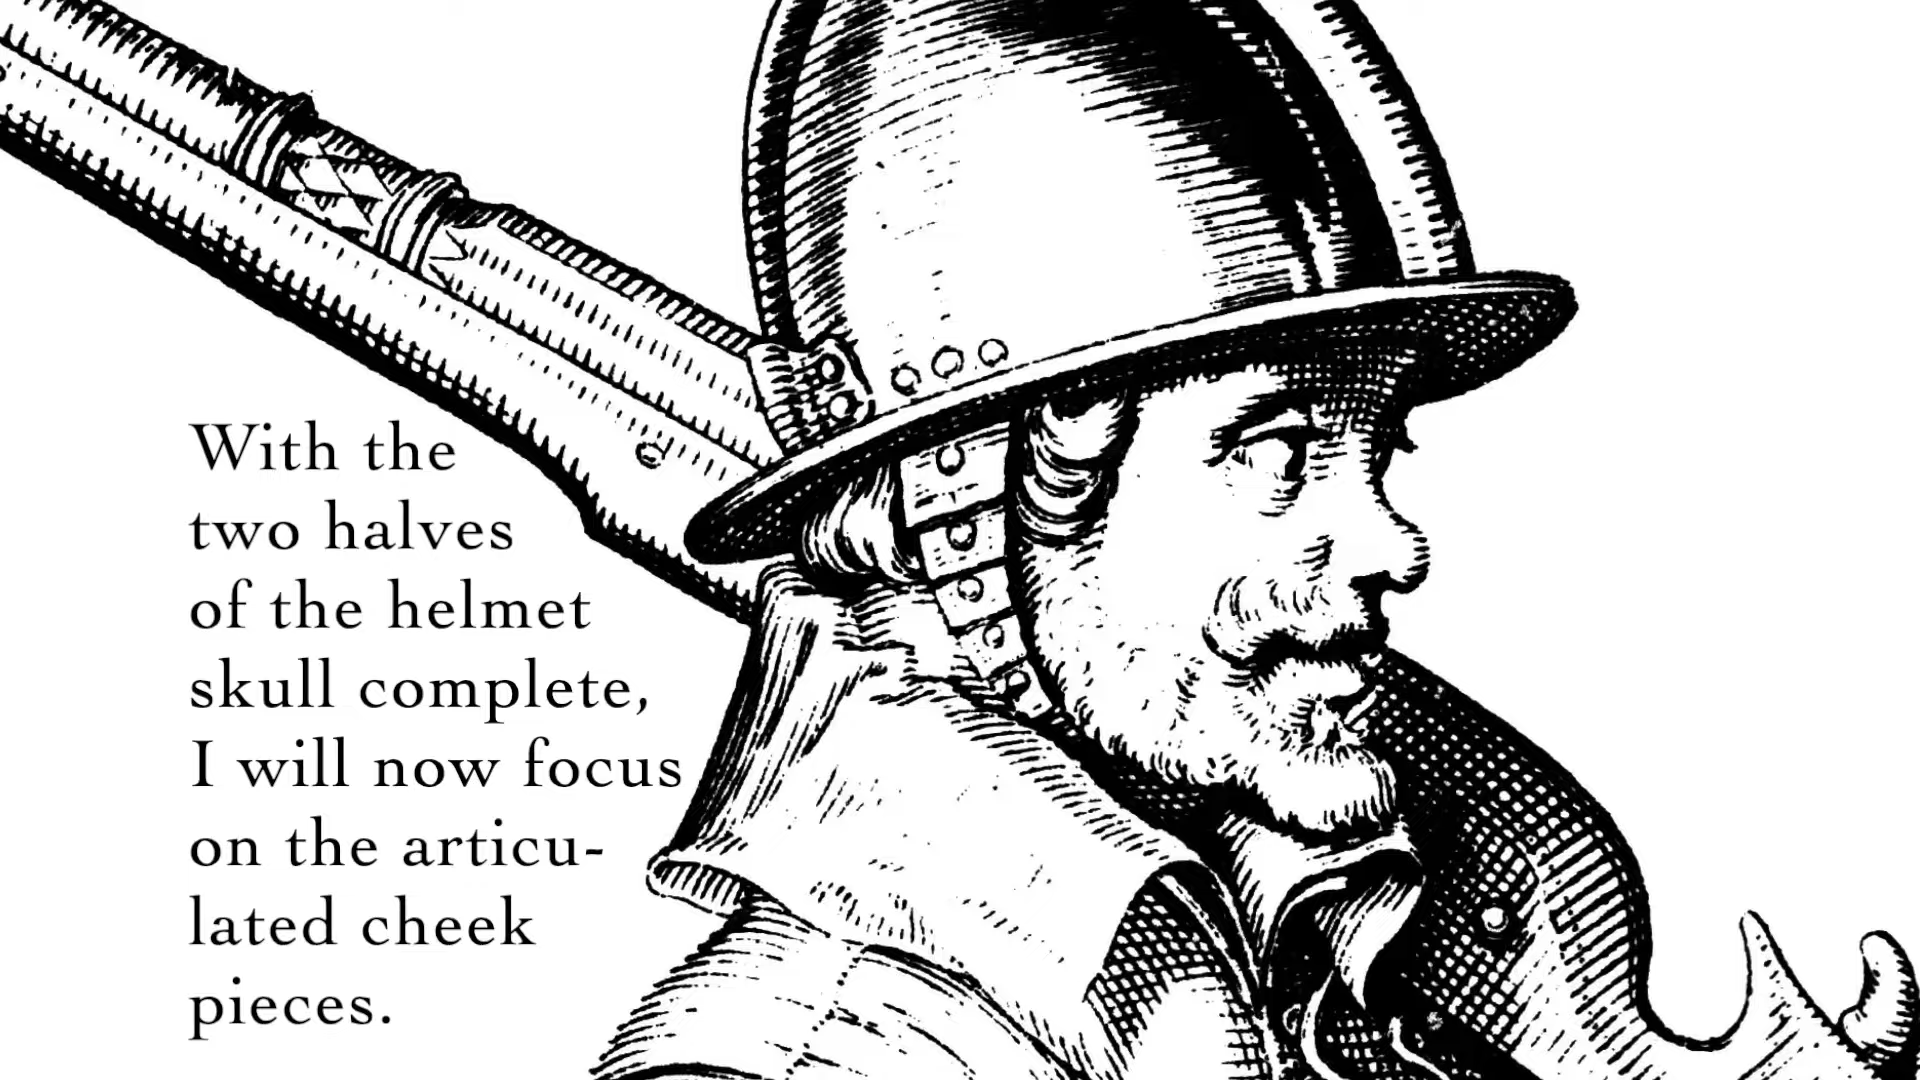 With the
two halves
of the helmet
skull complete,
I will now focus
on the articu-
lated cheek
pieces.